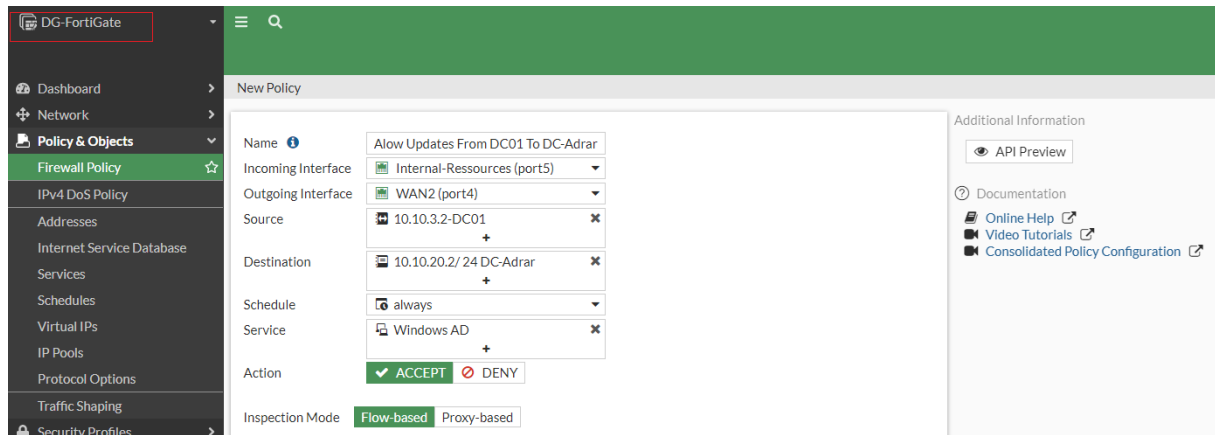 DG-FortiGate
New Policy
Dashboard
Network
Policy & Objects
Firewall Policy
IPv4 DoS Policy
Addresses
Internet Service Database
Services
Schedules
Virtual IPs
IP Pools
Protocol Options
Traffic Shaping
Security Profiles
Name
Alow Updates From DC01 To DC-Adrar
Incoming Interface
Internal-Ressources (port5)
Outgoing Interface
WAN2 (port4)
Source
10.10.3.2-DC01
+
Destination
10.10.20.2/ 24 DC-Adrar
+
Schedule
always
Service
Windows AD
+
Action
ACCEPT
DENY
Inspection Mode
Flow-based
Proxy-based
Additional Information
API Preview
Documentation
Online Help
Video Tutorials
Consolidated Policy Configuration